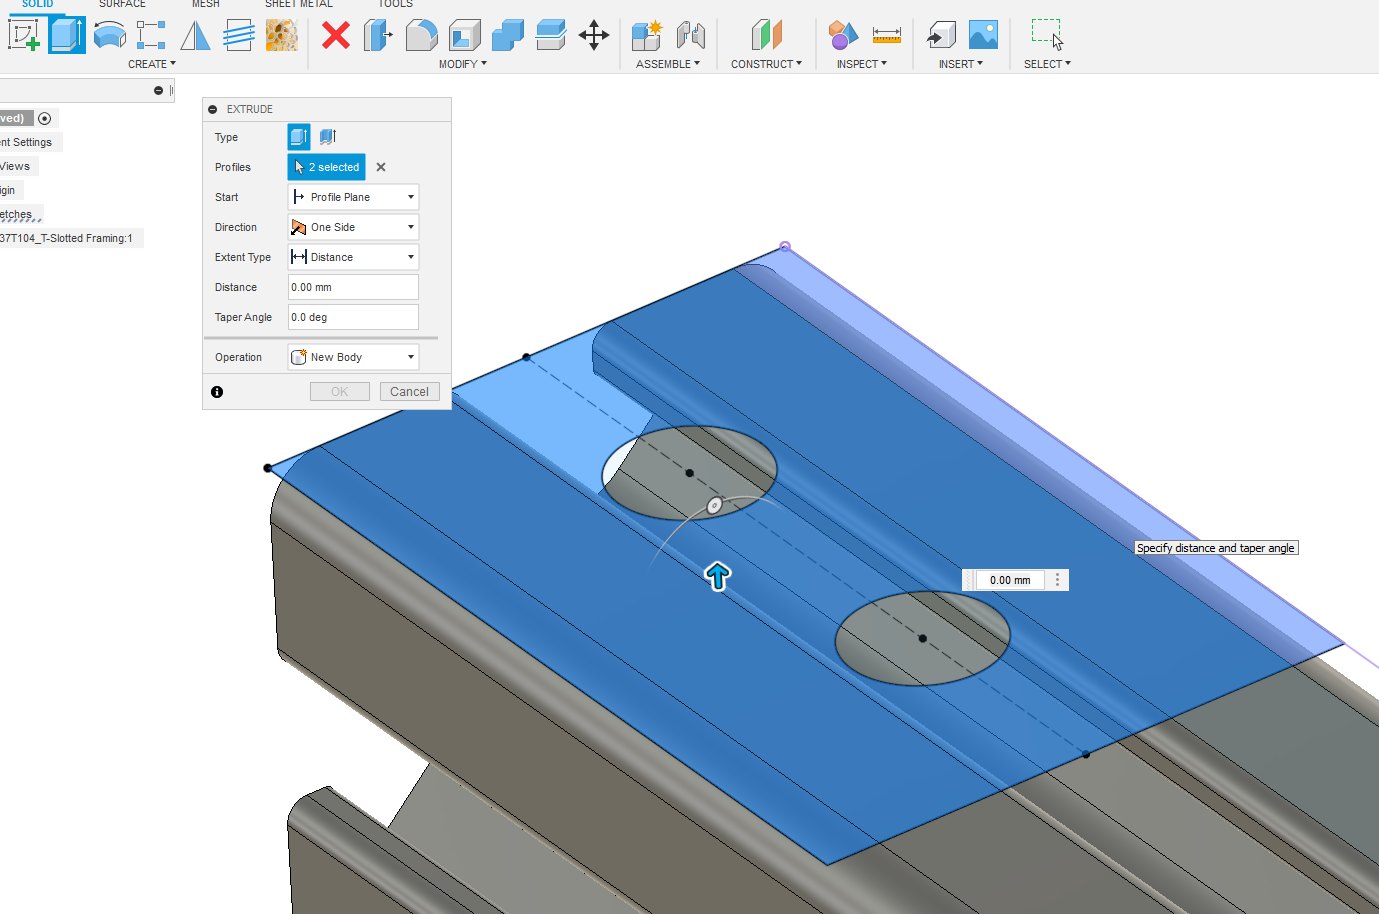 SOLID SURFACE MESH SHEET METAL TOOLS
CREATE MODIFY ASSEMBLE CONSTRUCT INSPECT INSERT SELECT
ved)
nt Settings
Views
igin
etches
37T104_T-Slotted Framing:1
EXTRUDE
Type
Profiles 2 selected
Start Profile Plane
Direction One Side
Extent Type Distance
Distance 0.00 mm
Taper Angle 0.0 deg
Operation New Body
OK Cancel
Specify distance and taper angle
0.00 mm